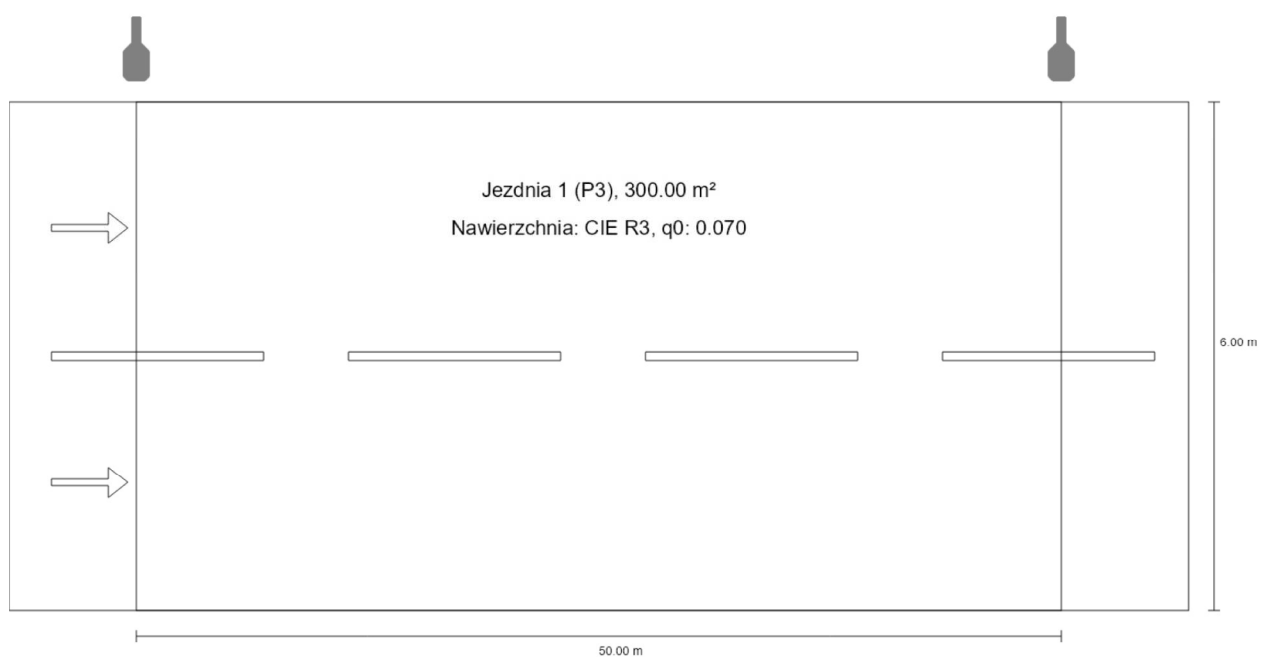 Jezdnia 1 (P3), 300.00 m²
Nawierzchnia: CIE R3, q0: 0.070
6.00 m
50.00 m